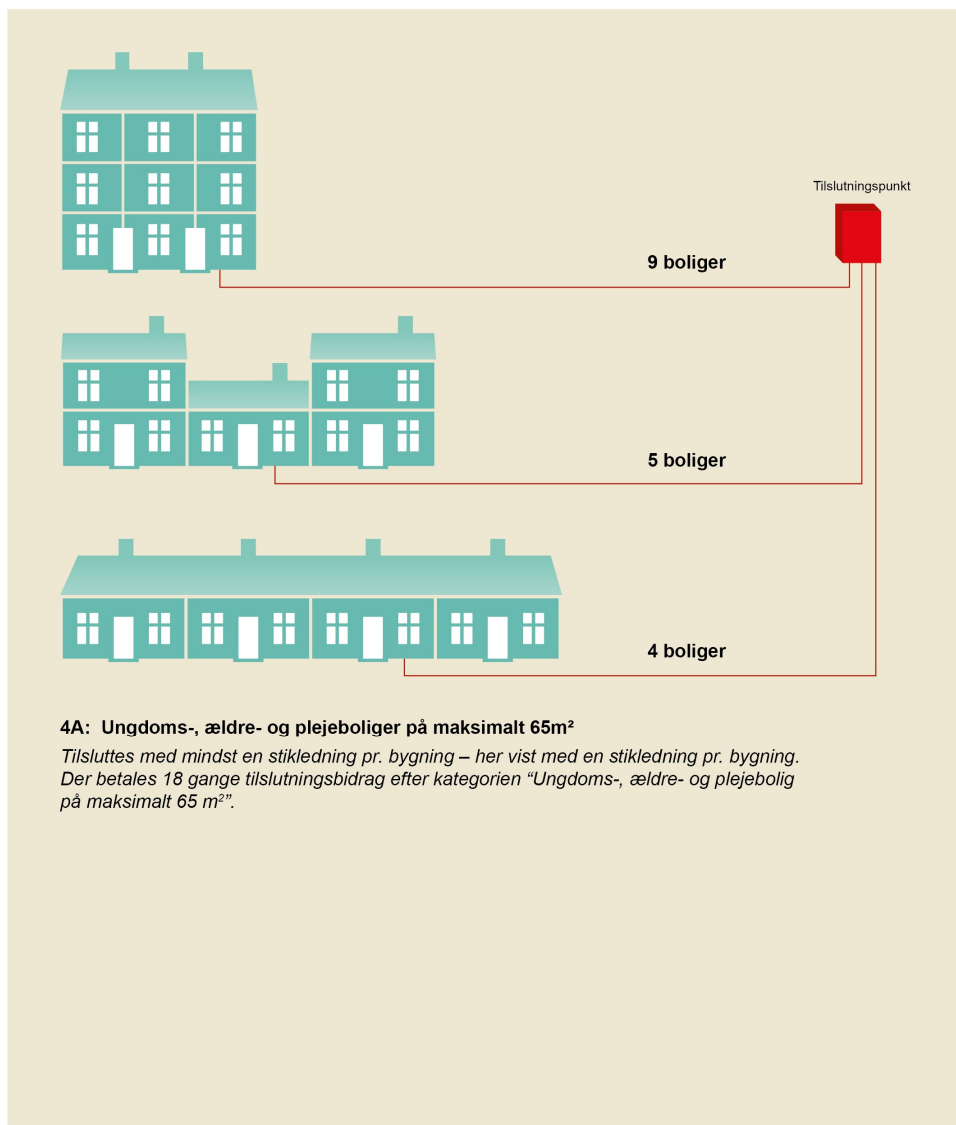 Tilslutningspunkt
9 boliger
5 boliger
4 boliger
4A: Ungdoms-, ældre- og plejeboliger på maksimalt 65m²
Tilsluttes med mindst en stikledning pr. bygning – her vist med en stikledning pr. bygning.
Der betales 18 gange tilslutningsbidrag efter kategorien “Ungdoms-, ældre- og plejebolig
på maksimalt 65 m²”.